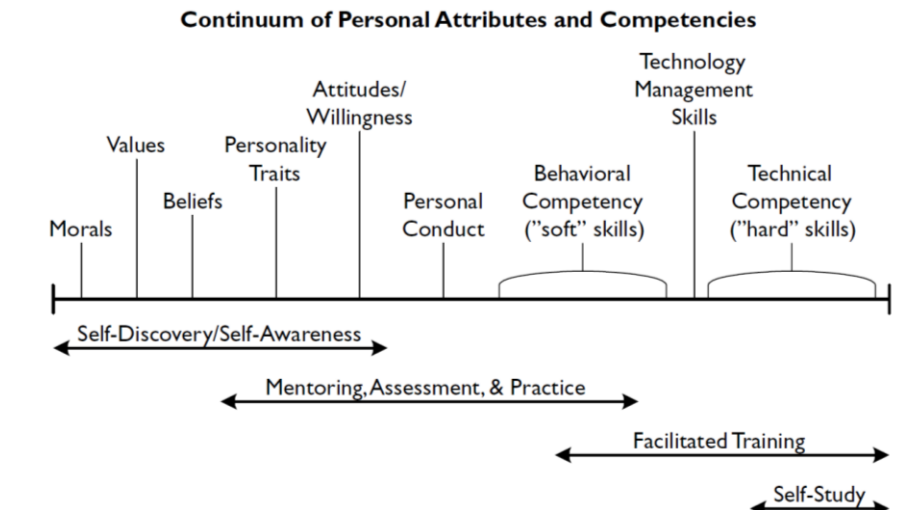 Continuum of Personal Attributes and Competencies
Technology
Management
Skills
Attitudes/
Willingness
Values
Personality
Traits
Behavioral
Competency
(”soft” skills)
Technical
Competency
(”hard” skills)
Beliefs
Personal
Conduct
Morals
Self-Discovery/Self-Awareness
Mentoring, Assessment, & Practice
Facilitated Training
Self-Study